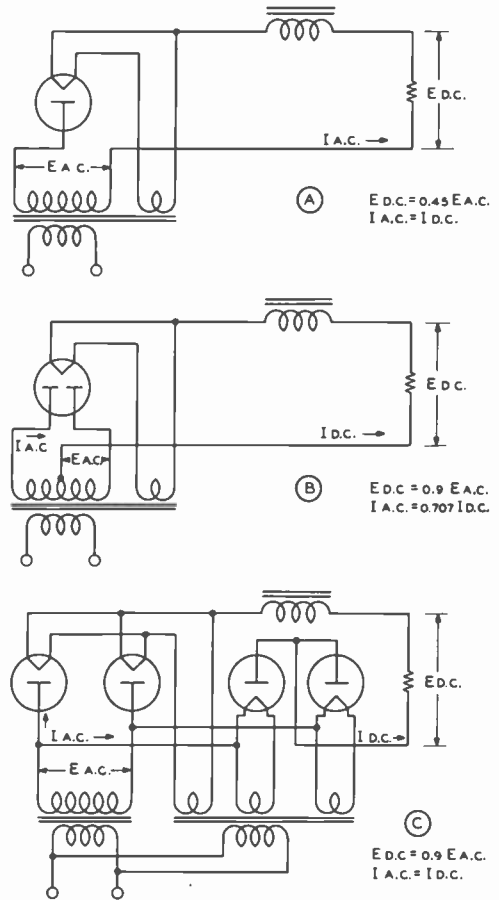 E D.C.
I A.C.
E A.C.
A
E D.C. = 0.45 E A.C.
I A.C. = I D.C.
E D.C.
I D.C.
I A.C
E A.C.
B
E D.C = 0.9 E A.C.
I A.C. = 0.707 I D.C.
E D.C.
I A.C.
I D.C.
E A.C.
C
E D.C = 0.9 E A.C.
I A.C. = I D.C.